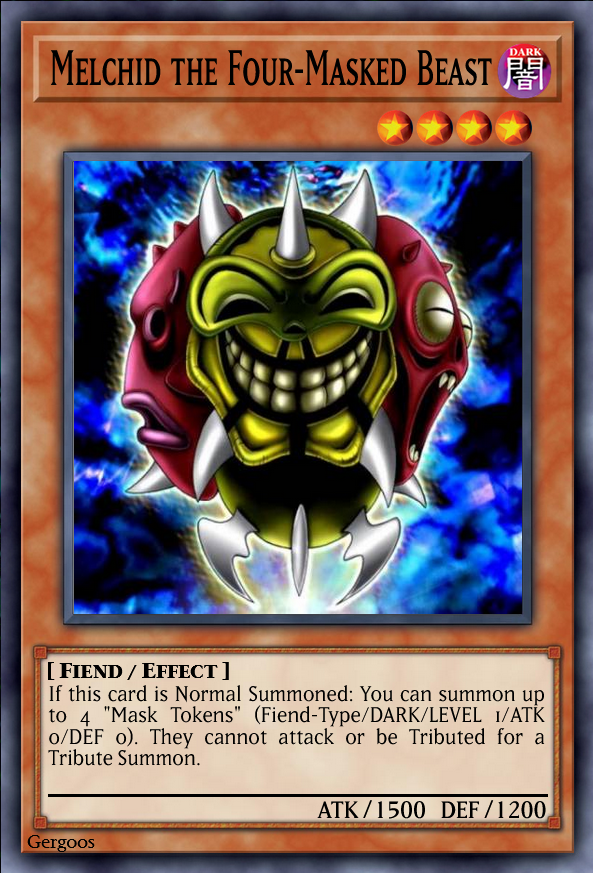 Melchid the Four-Masked Beast
DARK
闇
[ Fiend / Effect ]
If this card is Normal Summoned: You can summon up
to 4 "Mask Tokens" (Fiend-Type/DARK/LEVEL 1/ATK
0/DEF 0). They cannot attack or be Tributed for a
Tribute Summon.
ATK / 1500 DEF / 1200
Gergoos